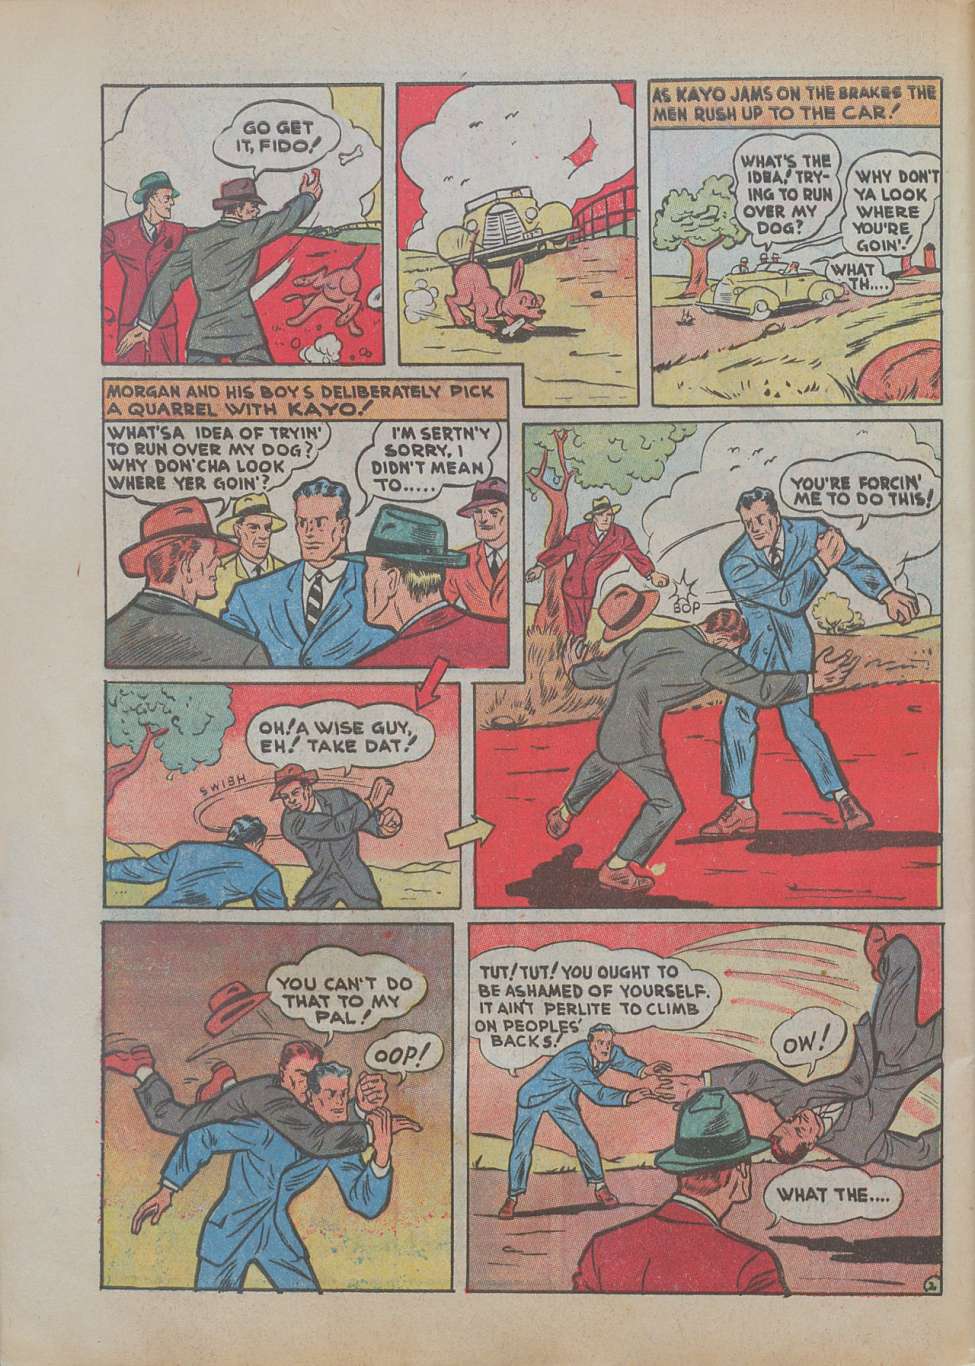 GO GET
IT, FIDO!
AS KAYO JAMS ON THE BRAKES THE
MEN RUSH UP TO THE CAR!
WHAT'S THE
IDEA! TRY-
ING TO RUN
OVER MY
DOG?
WHY DON'T
YA LOOK
WHERE
YOU'RE
GOIN'!
WHAT
TH....
MORGAN AND HIS BOYS DELIBERATELY PICK
A QUARREL WITH KAYO!
WHAT'SA IDEA OF TRYIN'
TO RUN OVER MY DOG?
WHY DON'CHA LOOK
WHERE YER GOIN'?
I'M SERTN'Y
SORRY, I
DIDN'T MEAN
TO.....
OH! A WISE GUY,
EH! TAKE DAT!
SWISH
YOU'RE FORCIN'
ME TO DO THIS!
BOP
YOU CAN'T DO
THAT TO MY
PAL!
OOP!
TUT! TUT! YOU OUGHT TO
BE ASHAMED OF YOURSELF.
IT AIN'T PERLITE TO CLIMB
ON PEOPLES'
BACKS!
OW!
WHAT THE....
2